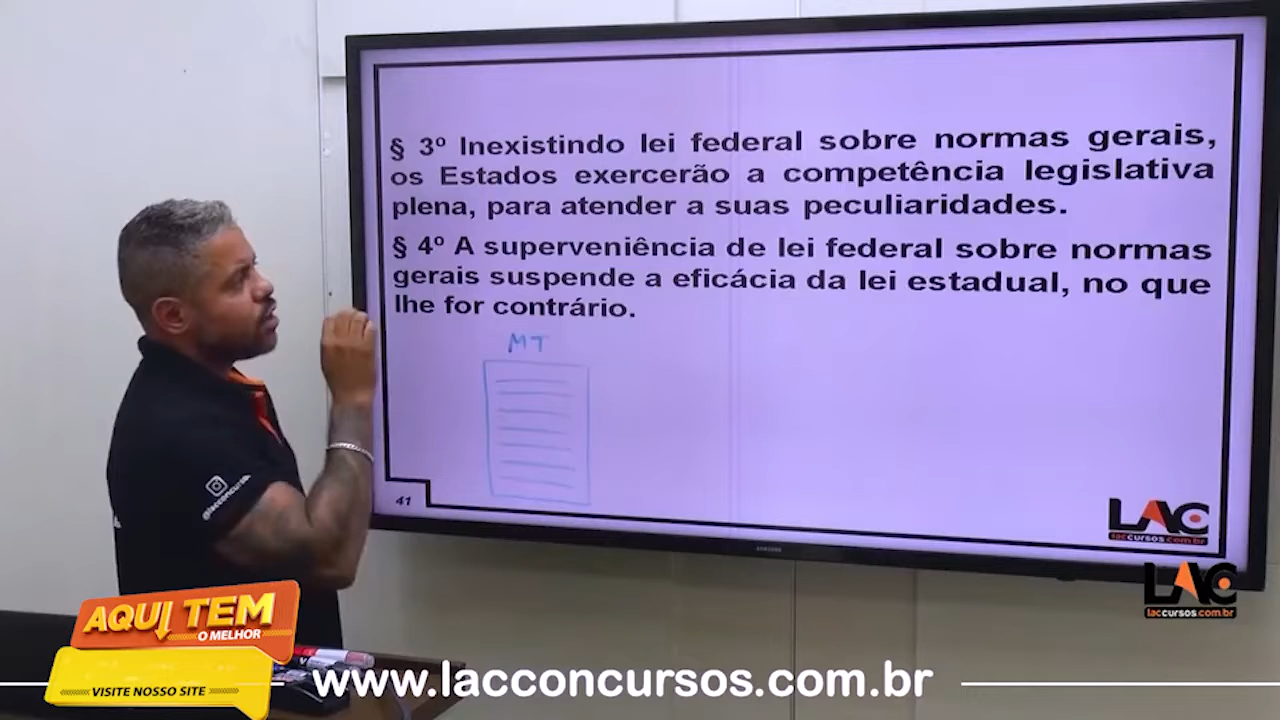 § 3º Inexistindo lei federal sobre normas gerais,
os Estados exercerão a competência legislativa
plena, para atender a suas peculiaridades.
§ 4º A superveniência de lei federal sobre normas
gerais suspende a eficácia da lei estadual, no que
lhe for contrário.
MT
41
LAC
laccursos.com.br
SAMSUNG
LAC
laccursos.com.br
AQUI TEM
O MELHOR
VISITE NOSSO SITE
www.lacconcursos.com.br